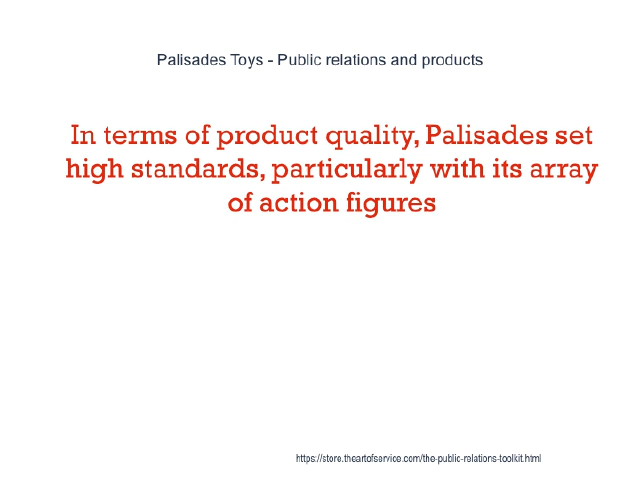 Palisades Toys - Public relations and products
In terms of product quality, Palisades set
high standards, particularly with its array
of action figures
https://store.theartofservice.com/the-public-relations-toolkit.html